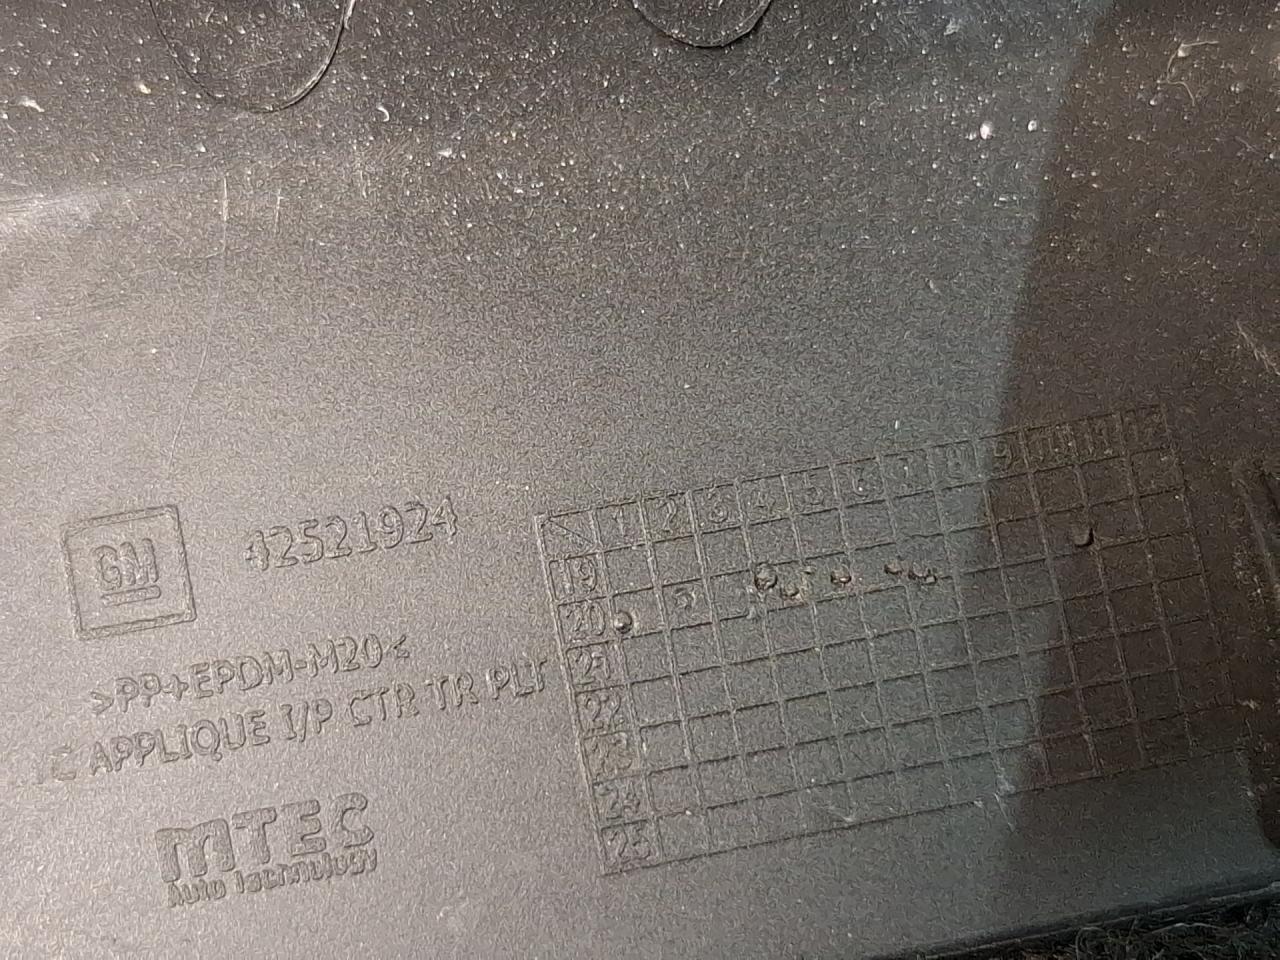 GM
42521924
>PP+EPDM-M20<
APPLIQUE I/P CTR TR PLT
MTEC
Auto Technology
1 2 3 4 5 6 7 8 9 10 11 12
19
20
21
22
23
24
25